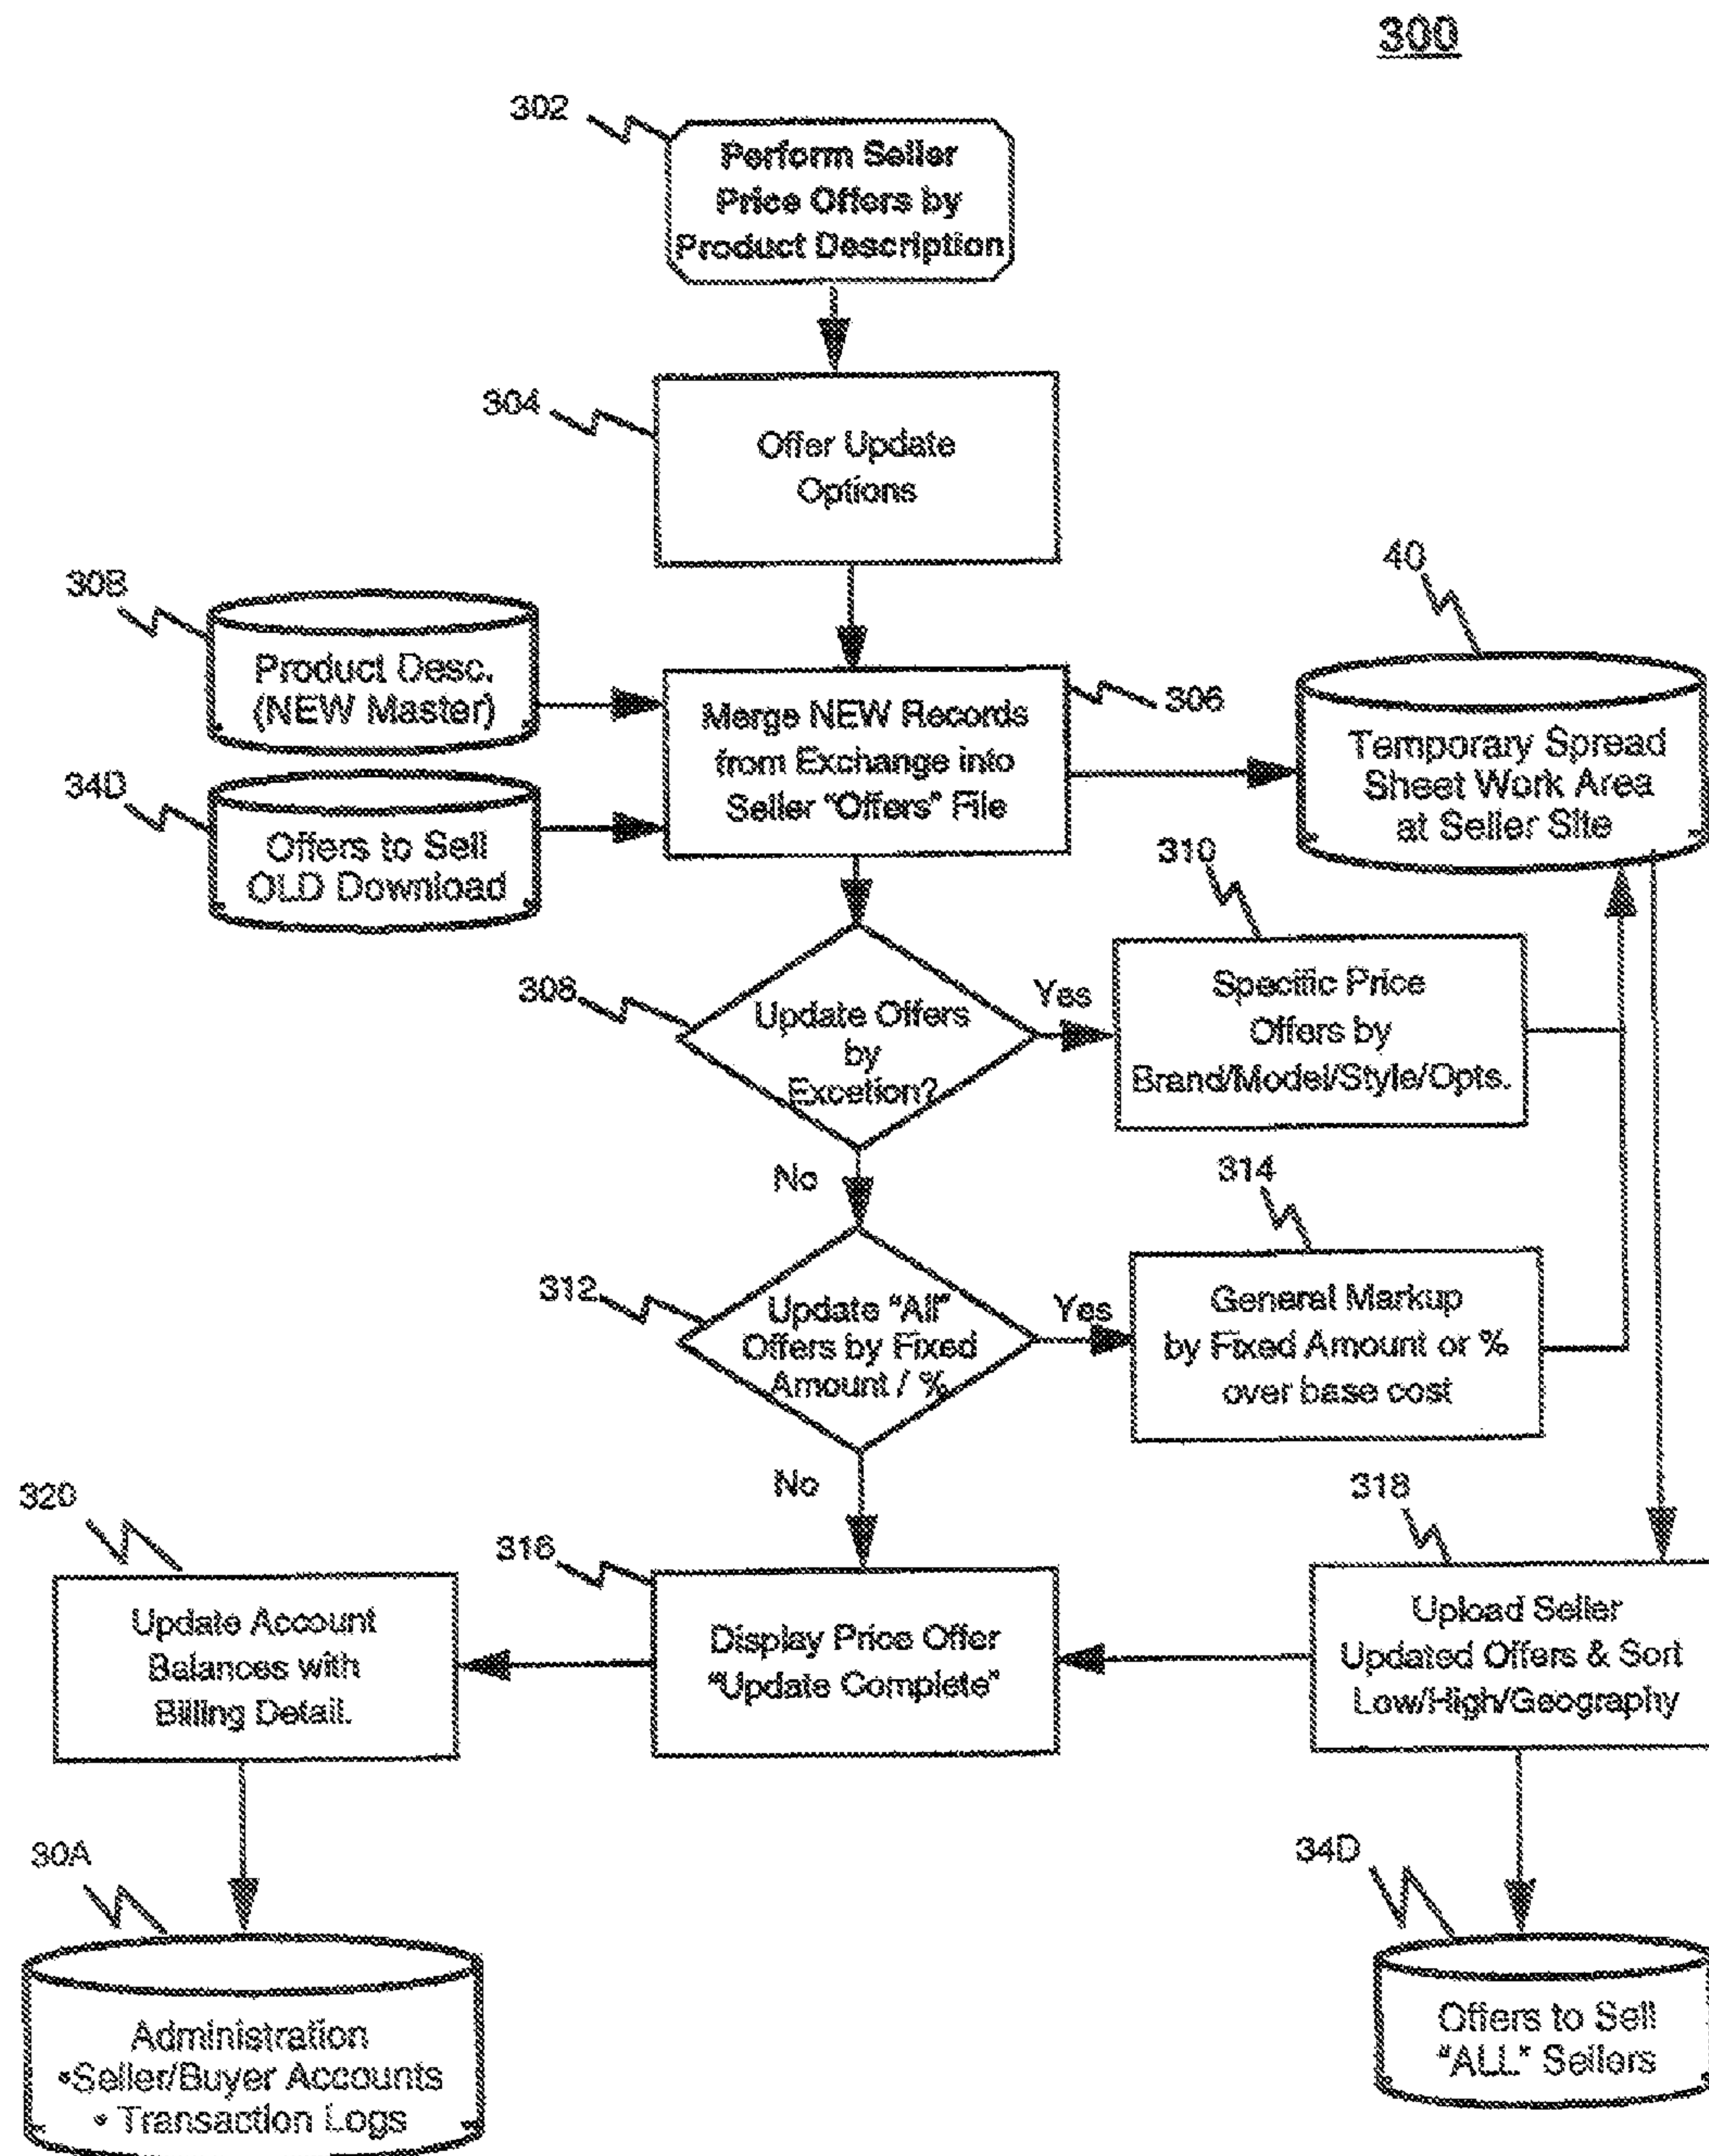 300
302
Perform Seller
Price Offers by
Product Description
304
Offer Update
Options
30B
Product Desc.
(NEW Master)
34D
Offers to Sell
OLD Download
Merge NEW Records
from Exchange into
Seller "Offers" File
306
40
Temporary Spread
Sheet Work Area
at Seller Site
308
Update Offers
by
Excetion?
Yes
310
Specific Price
Offers by
Brand/Model/Style/Opts.
No
312
Update "All"
Offers by Fixed
Amount / %
Yes
314
General Markup
by Fixed Amount or %
over base cost
No
320
Update Account
Balances with
Billing Detail.
316
Display Price Offer
"Update Complete"
318
Upload Seller
Updated Offers & Sort
Low/High/Geography
30A
Administration
•Seller/Buyer Accounts
• Transaction Logs
34D
Offers to Sell
"ALL" Sellers